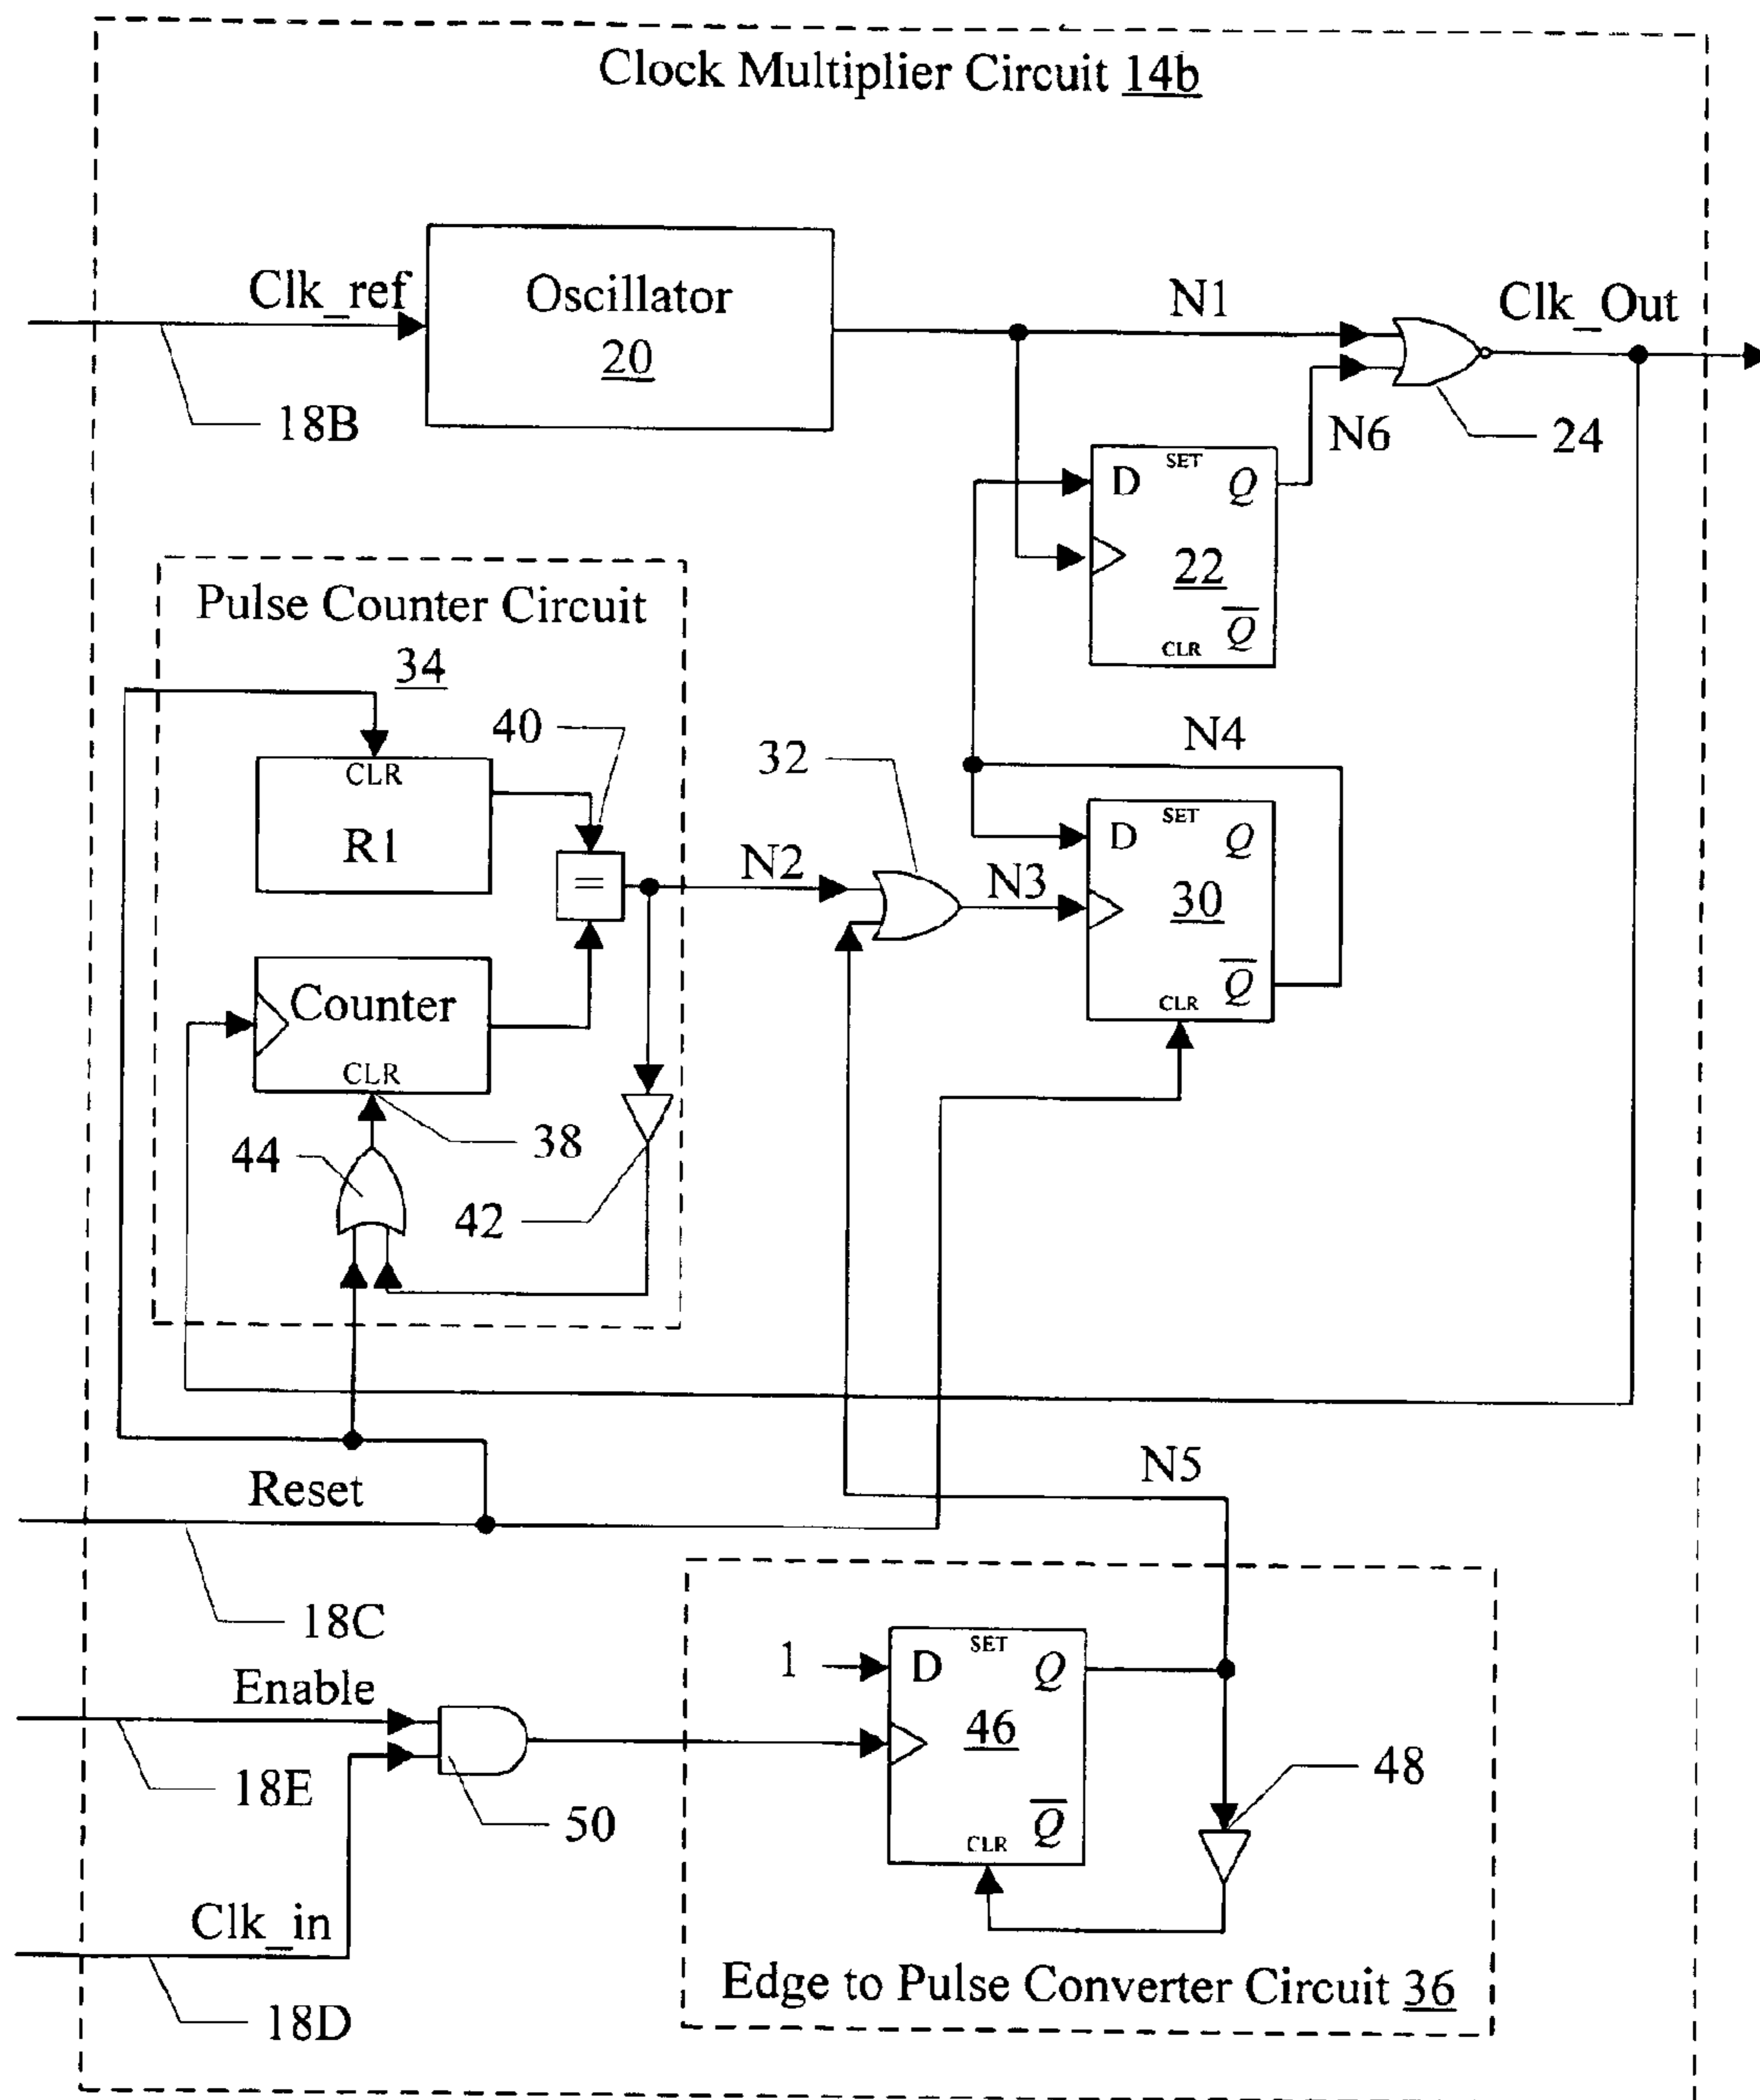 Clock Multiplier Circuit 14b
Clk_ref
Oscillator
20
N1
Clk_Out
18B
N6
24
SET
D
Q
22
Q
CLR
Pulse Counter Circuit
34
40
32
N4
CLR
R1
=
N2
N3
SET
D
Q
30
Q
CLR
Counter
CLR
44
38
42
N5
Reset
18C
Enable
18E
50
1
SET
D
Q
46
Q
CLR
48
Clk_in
18D
Edge to Pulse Converter Circuit 36